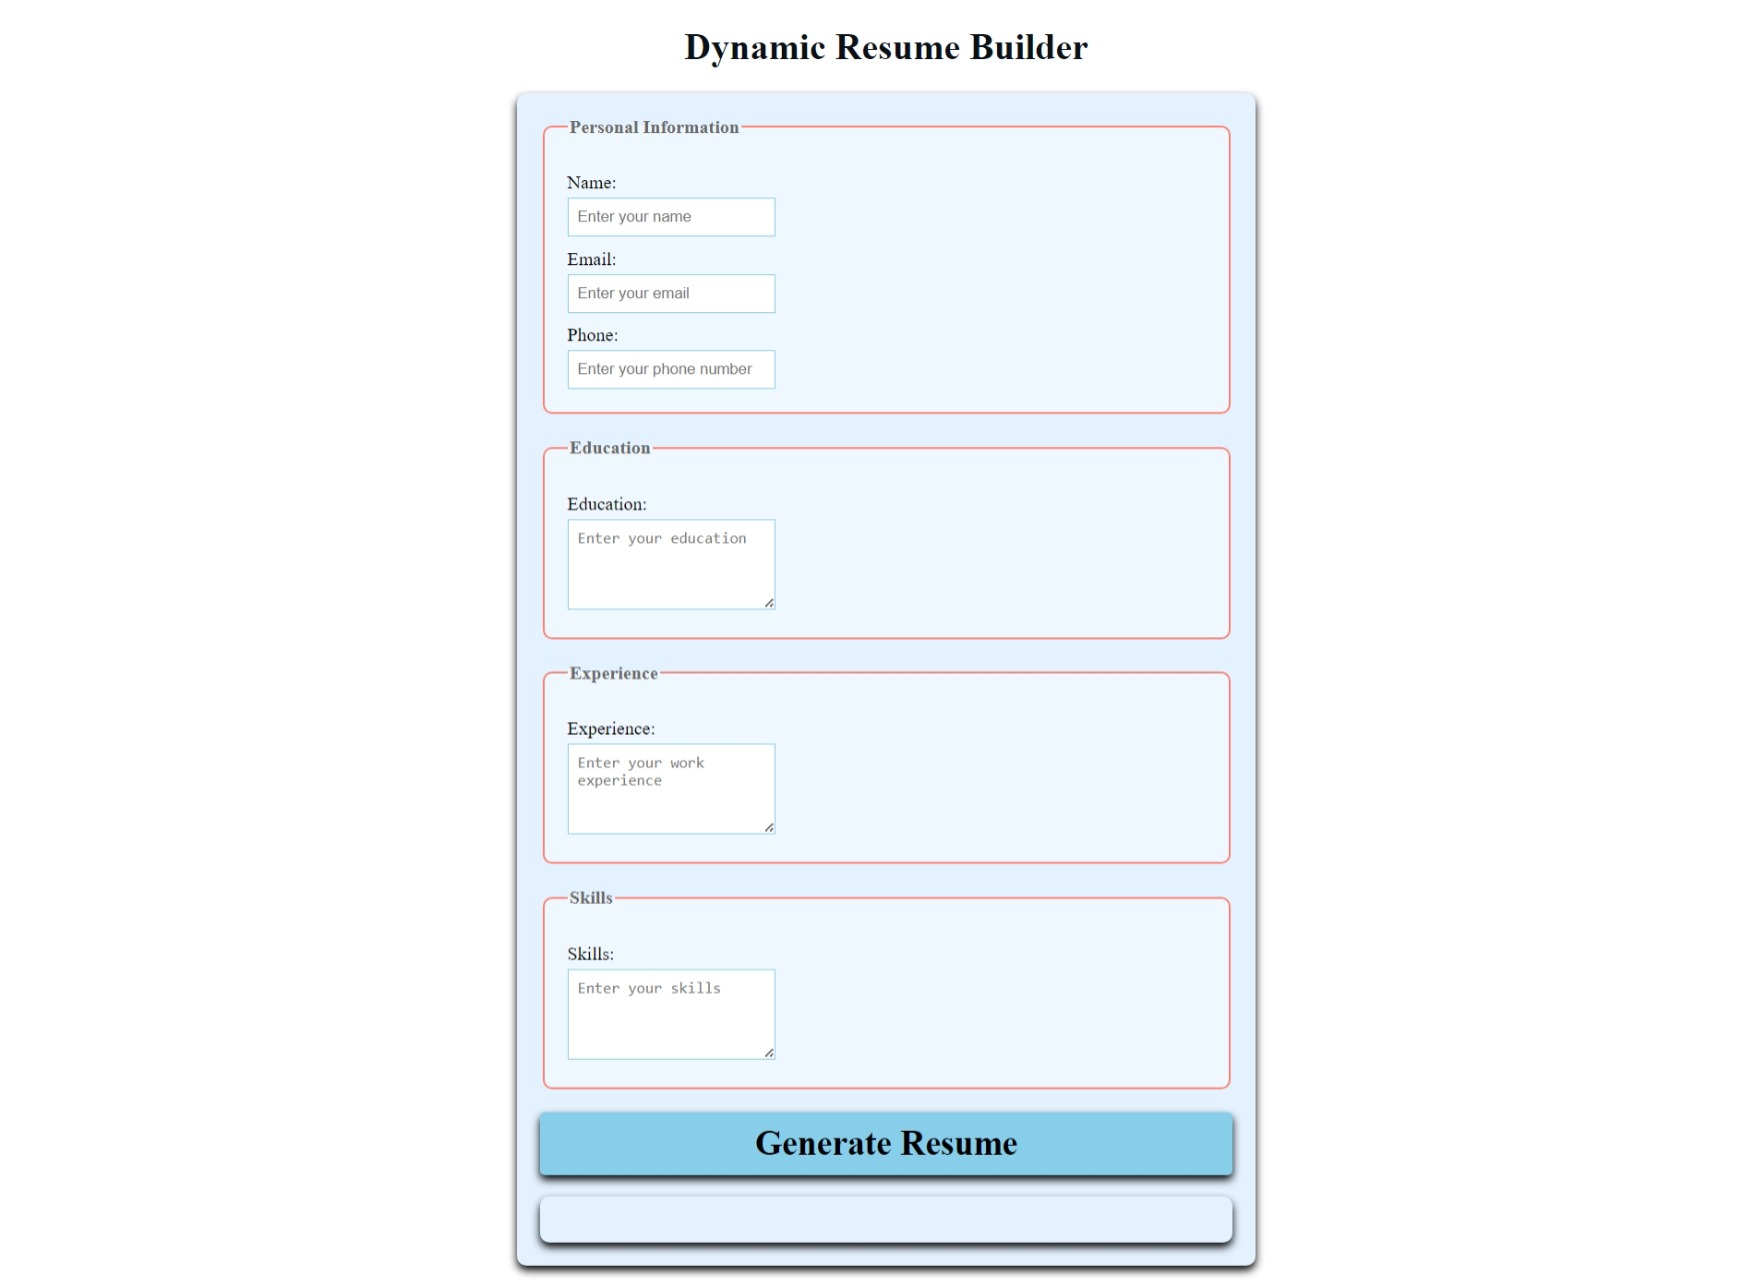 Dynamic Resume Builder
Personal Information
Name:
Enter your name
Email:
Enter your email
Phone:
Enter your phone number
Education
Education:
Enter your education
Experience
Experience:
Enter your work
experience
Skills
Skills:
Enter your skills
Generate Resume